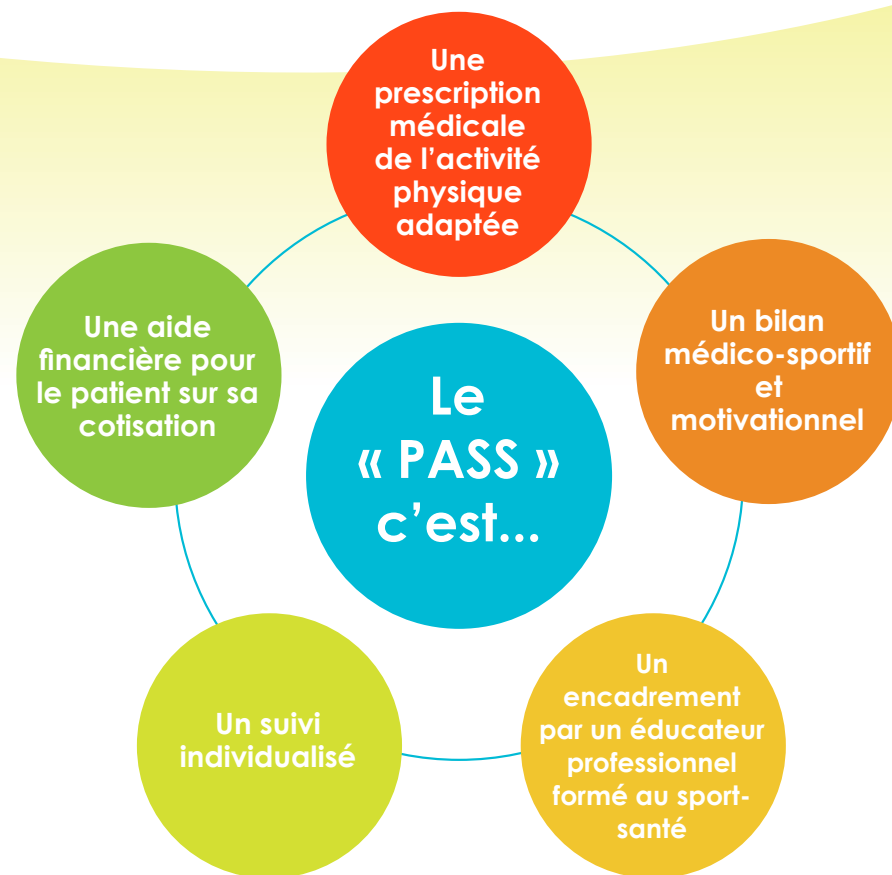 Une
prescription
médicale
de l’activité
physique
adaptée
Une aide
financière pour
le patient sur sa
cotisation
Un bilan
médico-sportif
et
motivationnel
Le
« PASS »
c’est...
Un suivi
individualisé
Un
encadrement
par un éducateur
professionnel
formé au sport-
santé